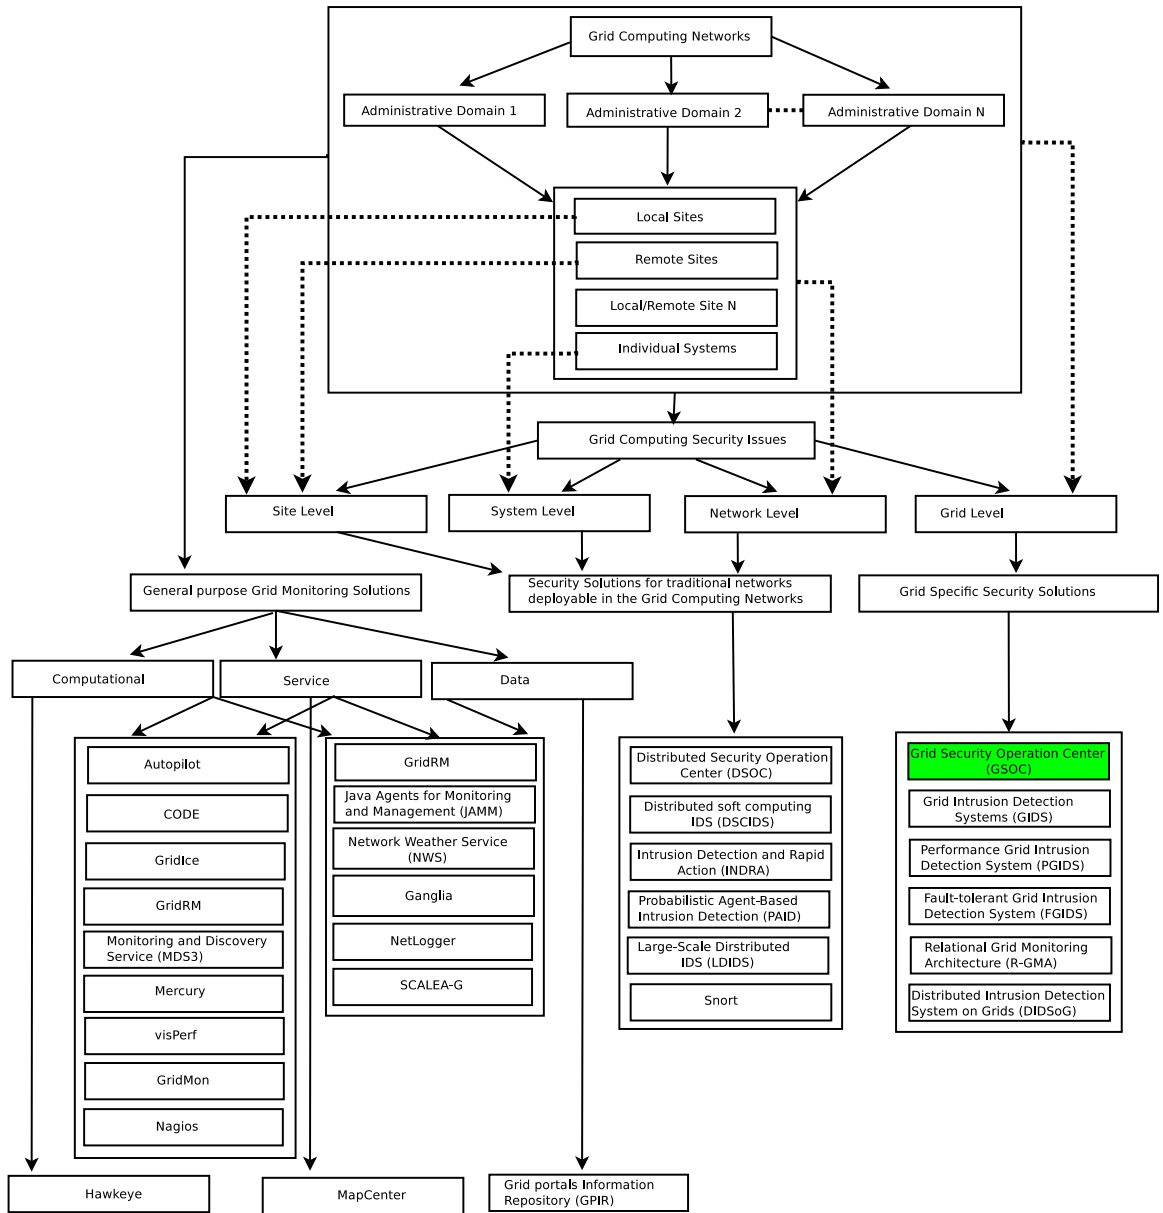 Grid Computing Networks
Administrative Domain 1
Administrative Domain 2
Administrative Domain N
Local Sites
Remote Sites
Local/Remote Site N
Individual Systems
Grid Computing Security Issues
Site Level
System Level
Network Level
Grid Level
General purpose Grid Monitoring Solutions
Security Solutions for traditional networks
deployable in the Grid Computing Networks
Grid Specific Security Solutions
Computational
Service
Data
Autopilot
CODE
GridIce
GridRM
Monitoring and Discovery
Service (MDS3)
Mercury
visPerf
GridMon
Nagios
GridRM
Java Agents for Monitoring
and Management (JAMM)
Network Weather Service
(NWS)
Ganglia
NetLogger
SCALEA-G
Distributed Security Operation
Center (DSOC)
Distributed soft computing
IDS (DSCIDS)
Intrusion Detection and Rapid
Action (INDRA)
Probabilistic Agent-Based
Intrusion Detection (PAID)
Large-Scale Dirstributed
IDS (LDIDS)
Snort
Grid Security Operation Center
(GSOC)
Grid Intrusion Detection
Systems (GIDS)
Performance Grid Intrusion
Detection System (PGIDS)
Fault-tolerant Grid Intrusion
Detection System (FGIDS)
Relational Grid Monitoring
Architecture (R-GMA)
Distributed Intrusion Detection
System on Grids (DIDSoG)
Hawkeye
MapCenter
Grid portals Information
Repository (GPIR)